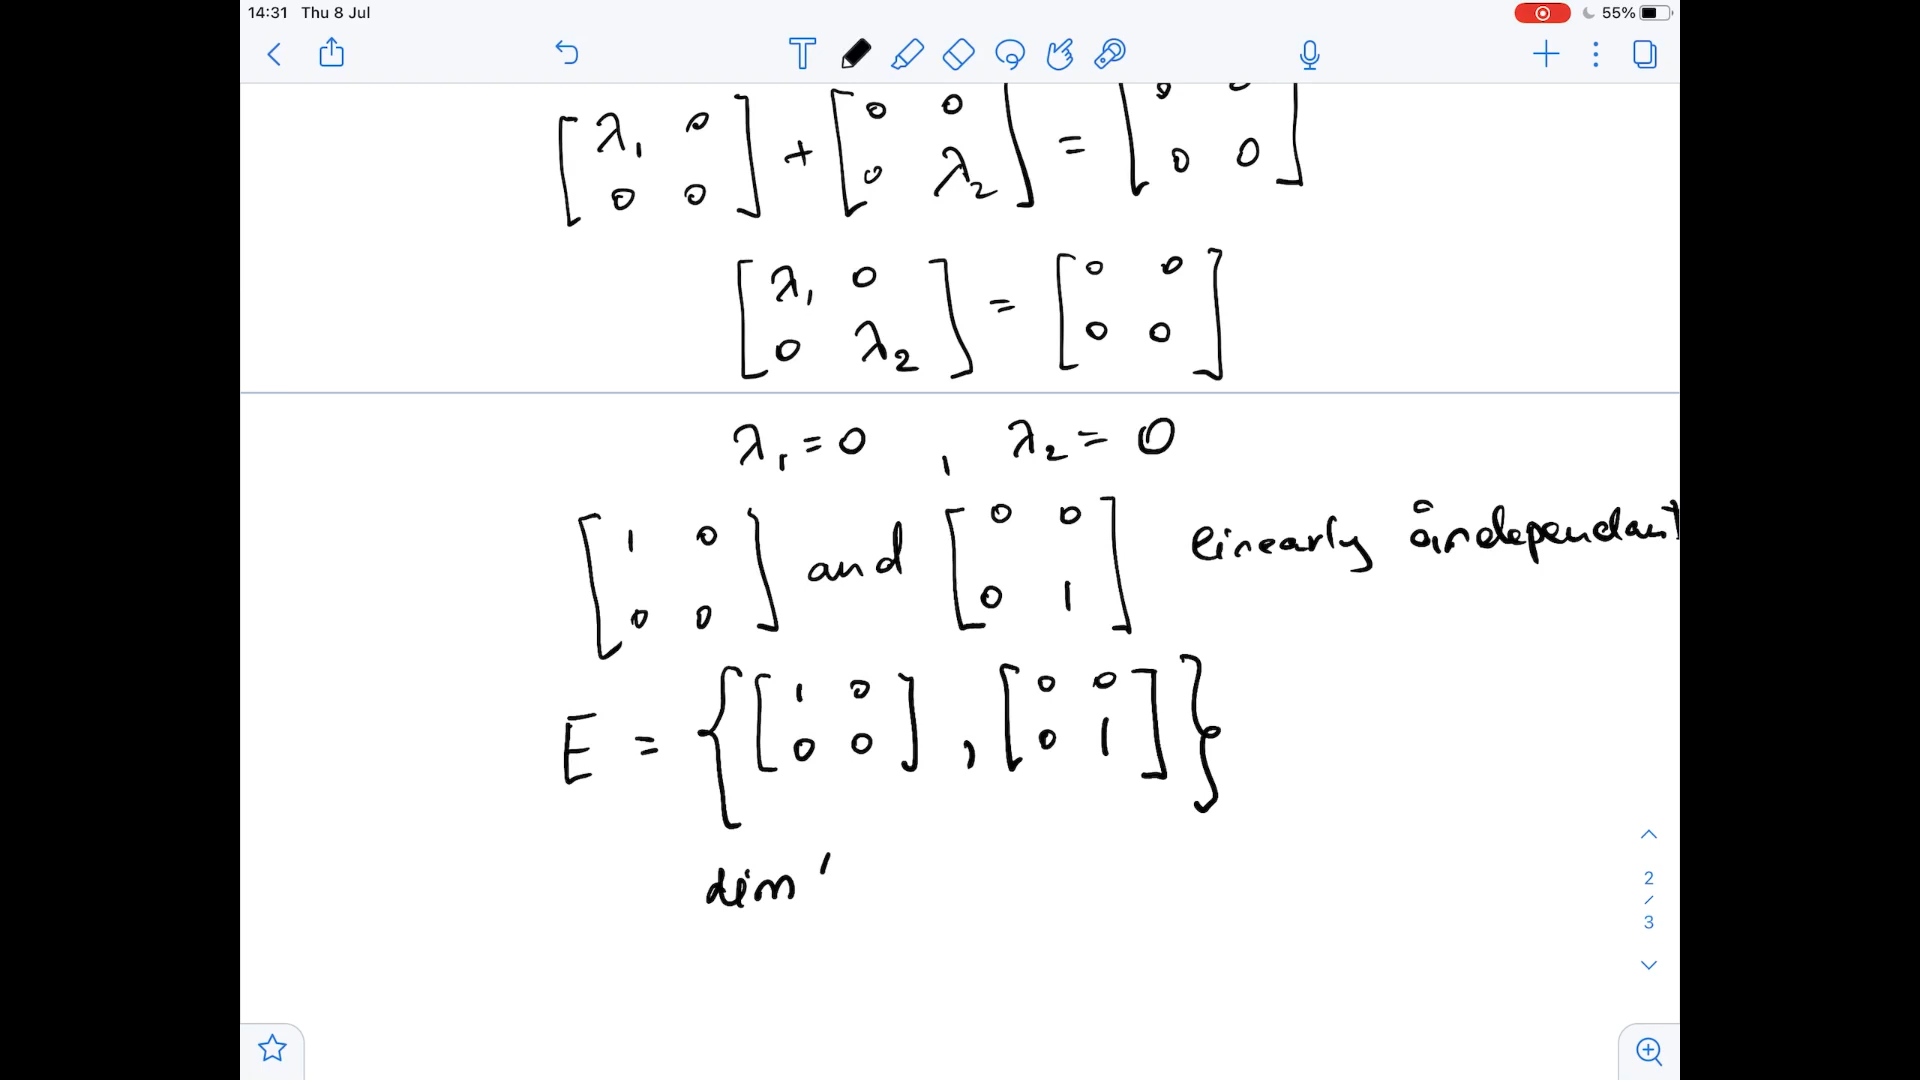 14:31 Thu 8 Jul 55%
T
[λ₁ 0 + [0 0 = [0
0 0] 0 λ₂] 0 0]
[λ₁ 0 = [0 0
0 λ₂] 0 0]
λ₁ = 0 , λ₂ = 0
[1 0 and [0 0 linearly independant
0 0] 0 1]
E = {[1 0 , [0 0
0 0] 0 1]}
dim
2
/
3